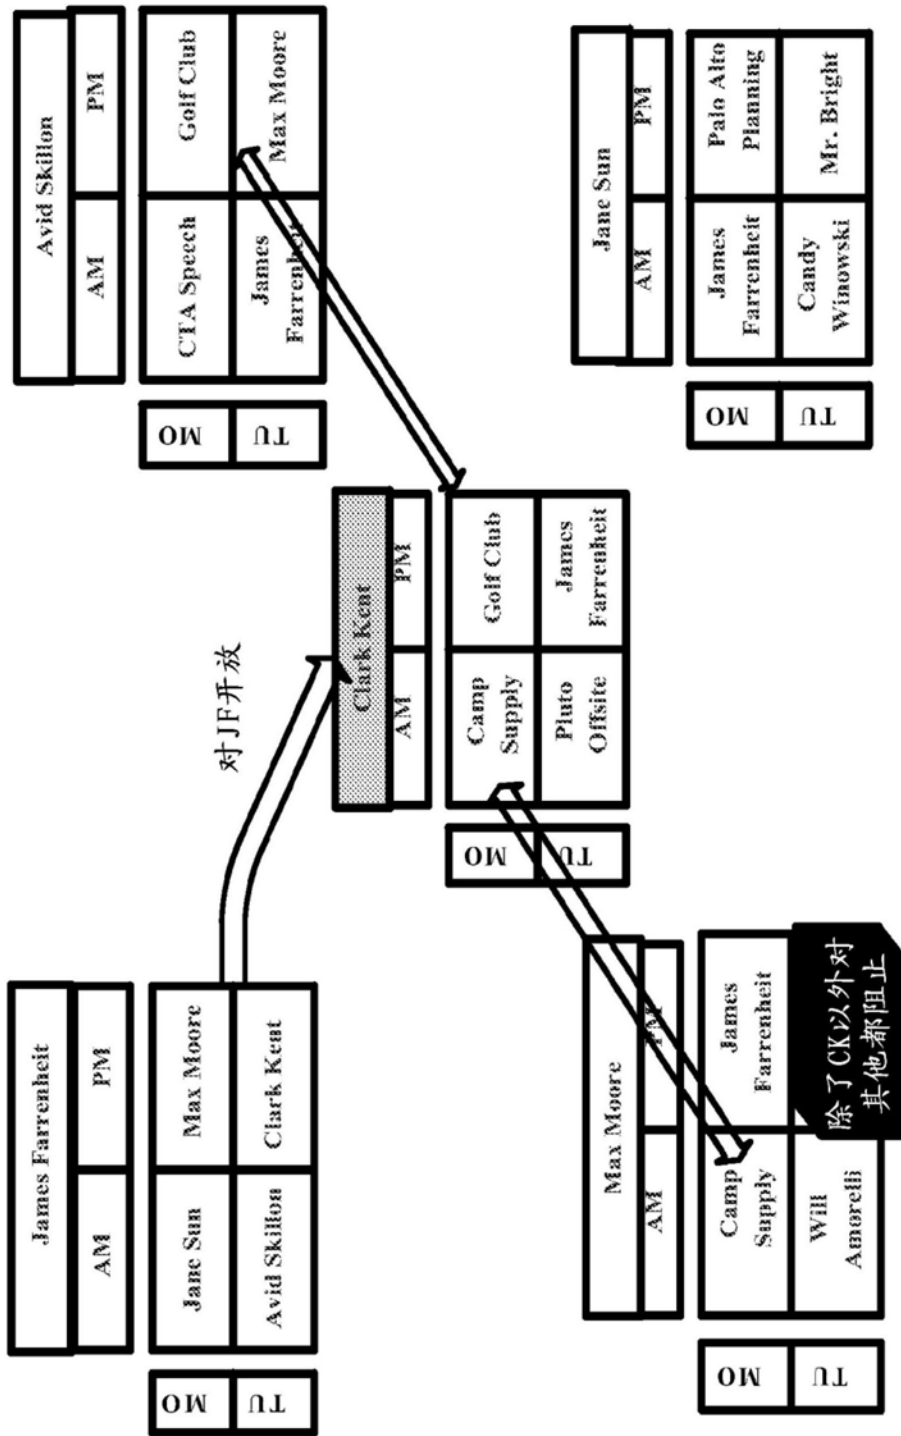 James Farrenheit
AM
PM
MO
Jane Sun
Max Moore
TU
Avid Skillon
Clark Kent
对JF开放
Avid Skillon
AM
PM
MO
CTA Speech
Golf Club
TU
James
Farrenheit
Max Moore
Clark Kent
AM
PM
MO
Camp
Supply
Golf Club
TU
Pluto
Offsite
James
Farrenheit
Max Moore
AM
PM
MO
Camp
Supply
James
Farrenheit
TU
Will
Amorelli
除了CK以外对
其他都阻止
Jane Sun
AM
PM
MO
James
Farrenheit
Palo Alto
Planning
TU
Candy
Winowski
Mr. Bright